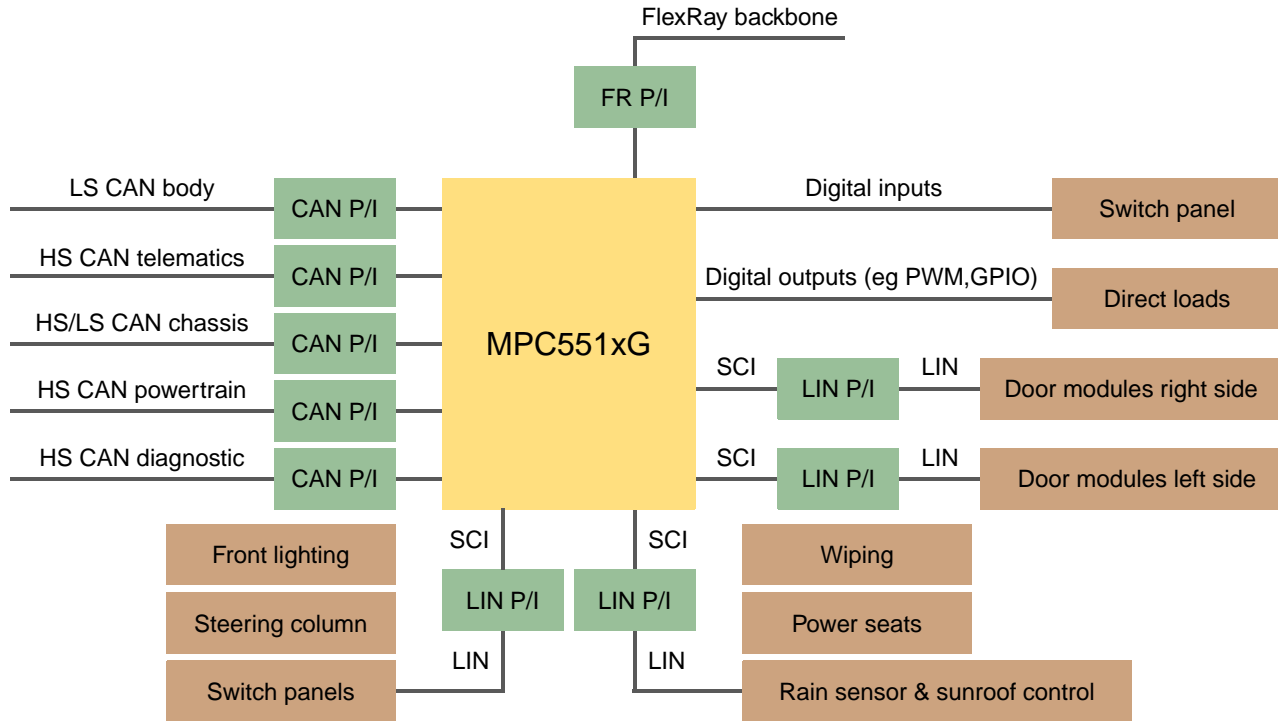 FlexRay backbone
FR P/I
LS CAN body
CAN P/I
Digital inputs
Switch panel
HS CAN telematics
CAN P/I
Digital outputs (eg PWM,GPIO)
Direct loads
HS/LS CAN chassis
CAN P/I
MPC551xG
SCI
LIN P/I
LIN
Door modules right side
HS CAN powertrain
CAN P/I
HS CAN diagnostic
CAN P/I
SCI
LIN P/I
LIN
Door modules left side
Front lighting
SCI
SCI
Wiping
LIN P/I
LIN P/I
Steering column
Power seats
LIN
LIN
Switch panels
Rain sensor & sunroof control